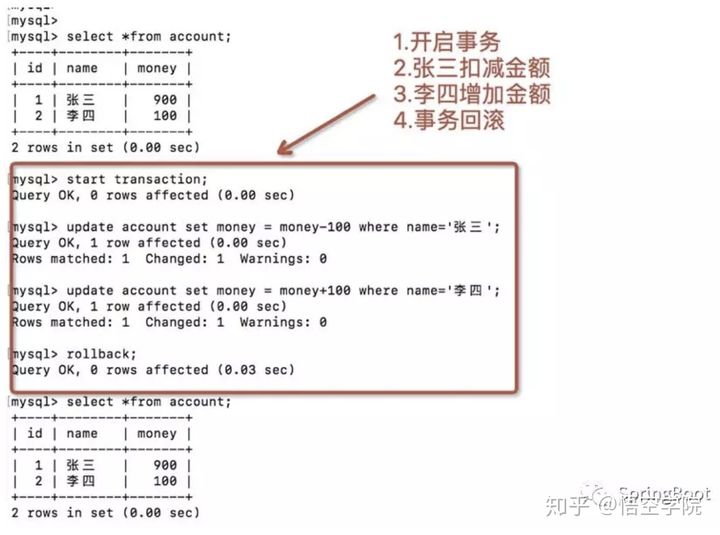 mysql>
mysql>
mysql> select *from account;
+----+--------+-------+
| id | name | money |
+----+--------+-------+
| 1 | 张三 | 900 |
| 2 | 李四 | 100 |
+----+--------+-------+
2 rows in set (0.00 sec)
1.开启事务
2.张三扣减金额
3.李四增加金额
4.事务回滚
mysql> start transaction;
Query OK, 0 rows affected (0.00 sec)
mysql> update account set money = money-100 where name='张三';
Query OK, 1 row affected (0.00 sec)
Rows matched: 1 Changed: 1 Warnings: 0
mysql> update account set money = money+100 where name='李四';
Query OK, 1 row affected (0.00 sec)
Rows matched: 1 Changed: 1 Warnings: 0
mysql> rollback;
Query OK, 0 rows affected (0.03 sec)
mysql> select *from account;
+----+--------+-------+
| id | name | money |
+----+--------+-------+
| 1 | 张三 | 900 |
| 2 | 李四 | 100 |
+----+--------+-------+
2 rows in set (0.00 sec)
SpringBoot
知乎 @悟空学院